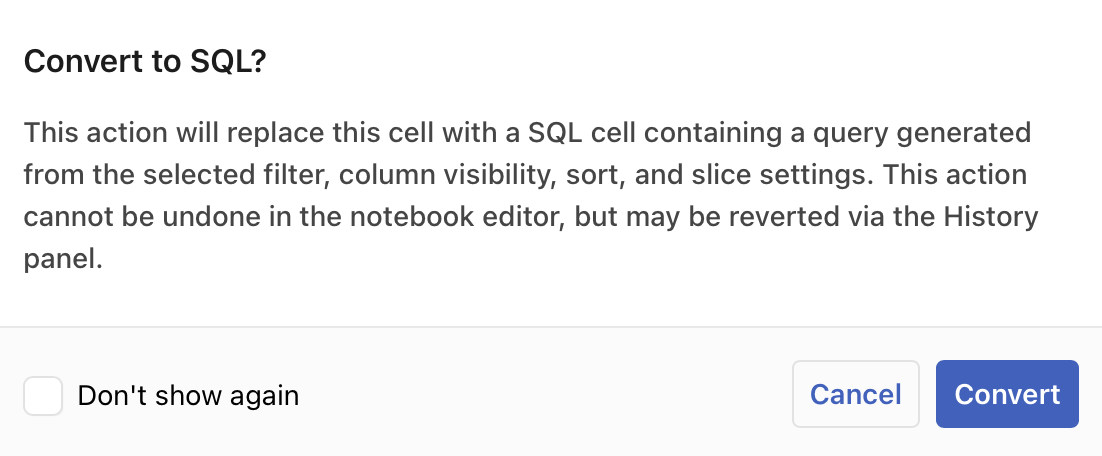 Convert to SQL?
This action will replace this cell with a SQL cell containing a query generated
from the selected filter, column visibility, sort, and slice settings. This action
cannot be undone in the notebook editor, but may be reverted via the History
panel.
Don't show again
Cancel
Convert